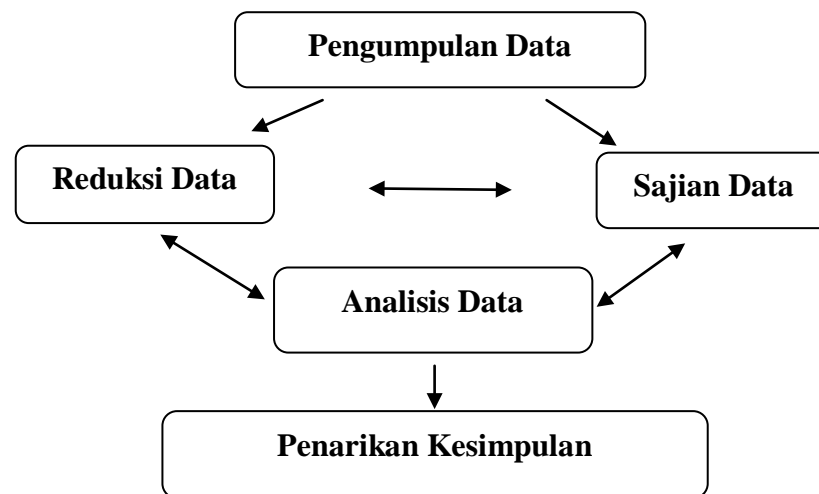 Pengumpulan Data
Reduksi Data
Sajian Data
Analisis Data
Penarikan Kesimpulan